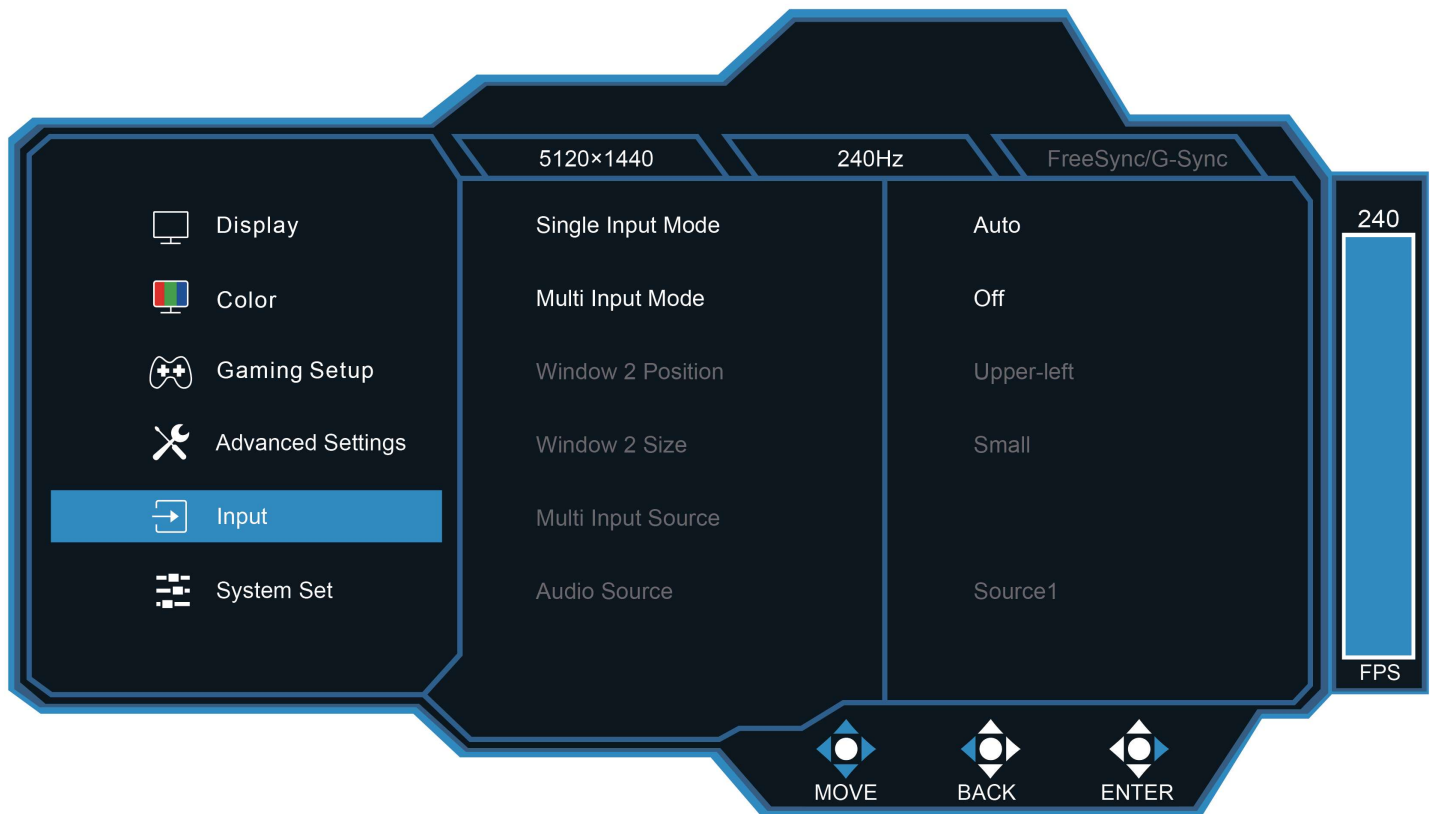 5120×1440 240Hz FreeSync/G-Sync
Display
Color
Gaming Setup
Advanced Settings
Input
System Set
Single Input Mode Auto
Multi Input Mode Off
Window 2 Position Upper-left
Window 2 Size Small
Multi Input Source
Audio Source Source1
240
FPS
MOVE BACK ENTER